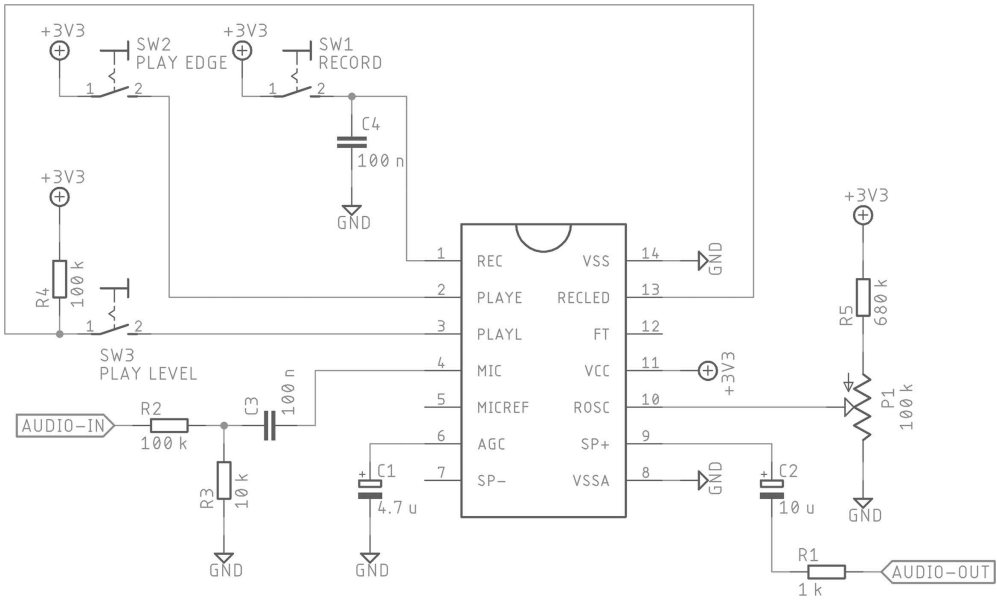 +3V3
SW2
PLAY EDGE
1 2
+3V3
SW1
RECORD
1 2
C4
100 n
GND
+3V3
R4
100 k
1 2
SW3
PLAY LEVEL
AUDIO-IN
R2
100 k
R3
10 k
GND
C3
100 n
C1
+
4.7 u
GND
1 REC
2 PLAYE
3 PLAYL
4 MIC
5 MICREF
6 AGC
7 SP-
VSS 14
RECLED 13
FT 12
VCC 11
ROSC 10
SP+ 9
VSSA 8
GND
+3V3
GND
+3V3
R5
680 k
P1
100 k
GND
C2
+
10 u
R1
1 k
AUDIO-OUT